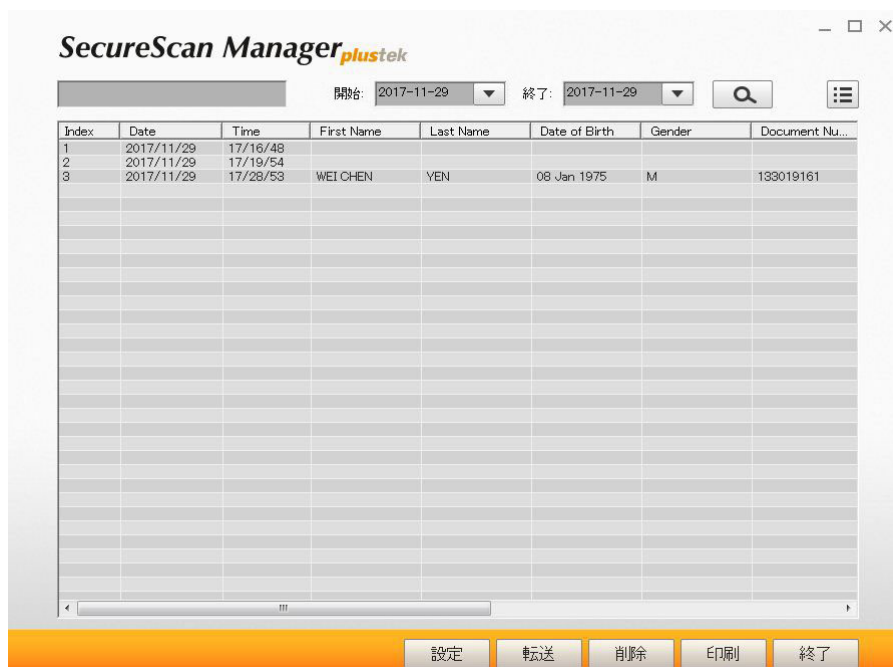 SecureScan Manager plustek
開始: 2017-11-29 終了: 2017-11-29
Index Date Time First Name Last Name Date of Birth Gender Document Nu...
1 2017/11/29 17/16/48
2 2017/11/29 17/19/54
3 2017/11/29 17/28/53 WEI CHEN YEN 08 Jan 1975 M 133019161
設定 転送 削除 印刷 終了